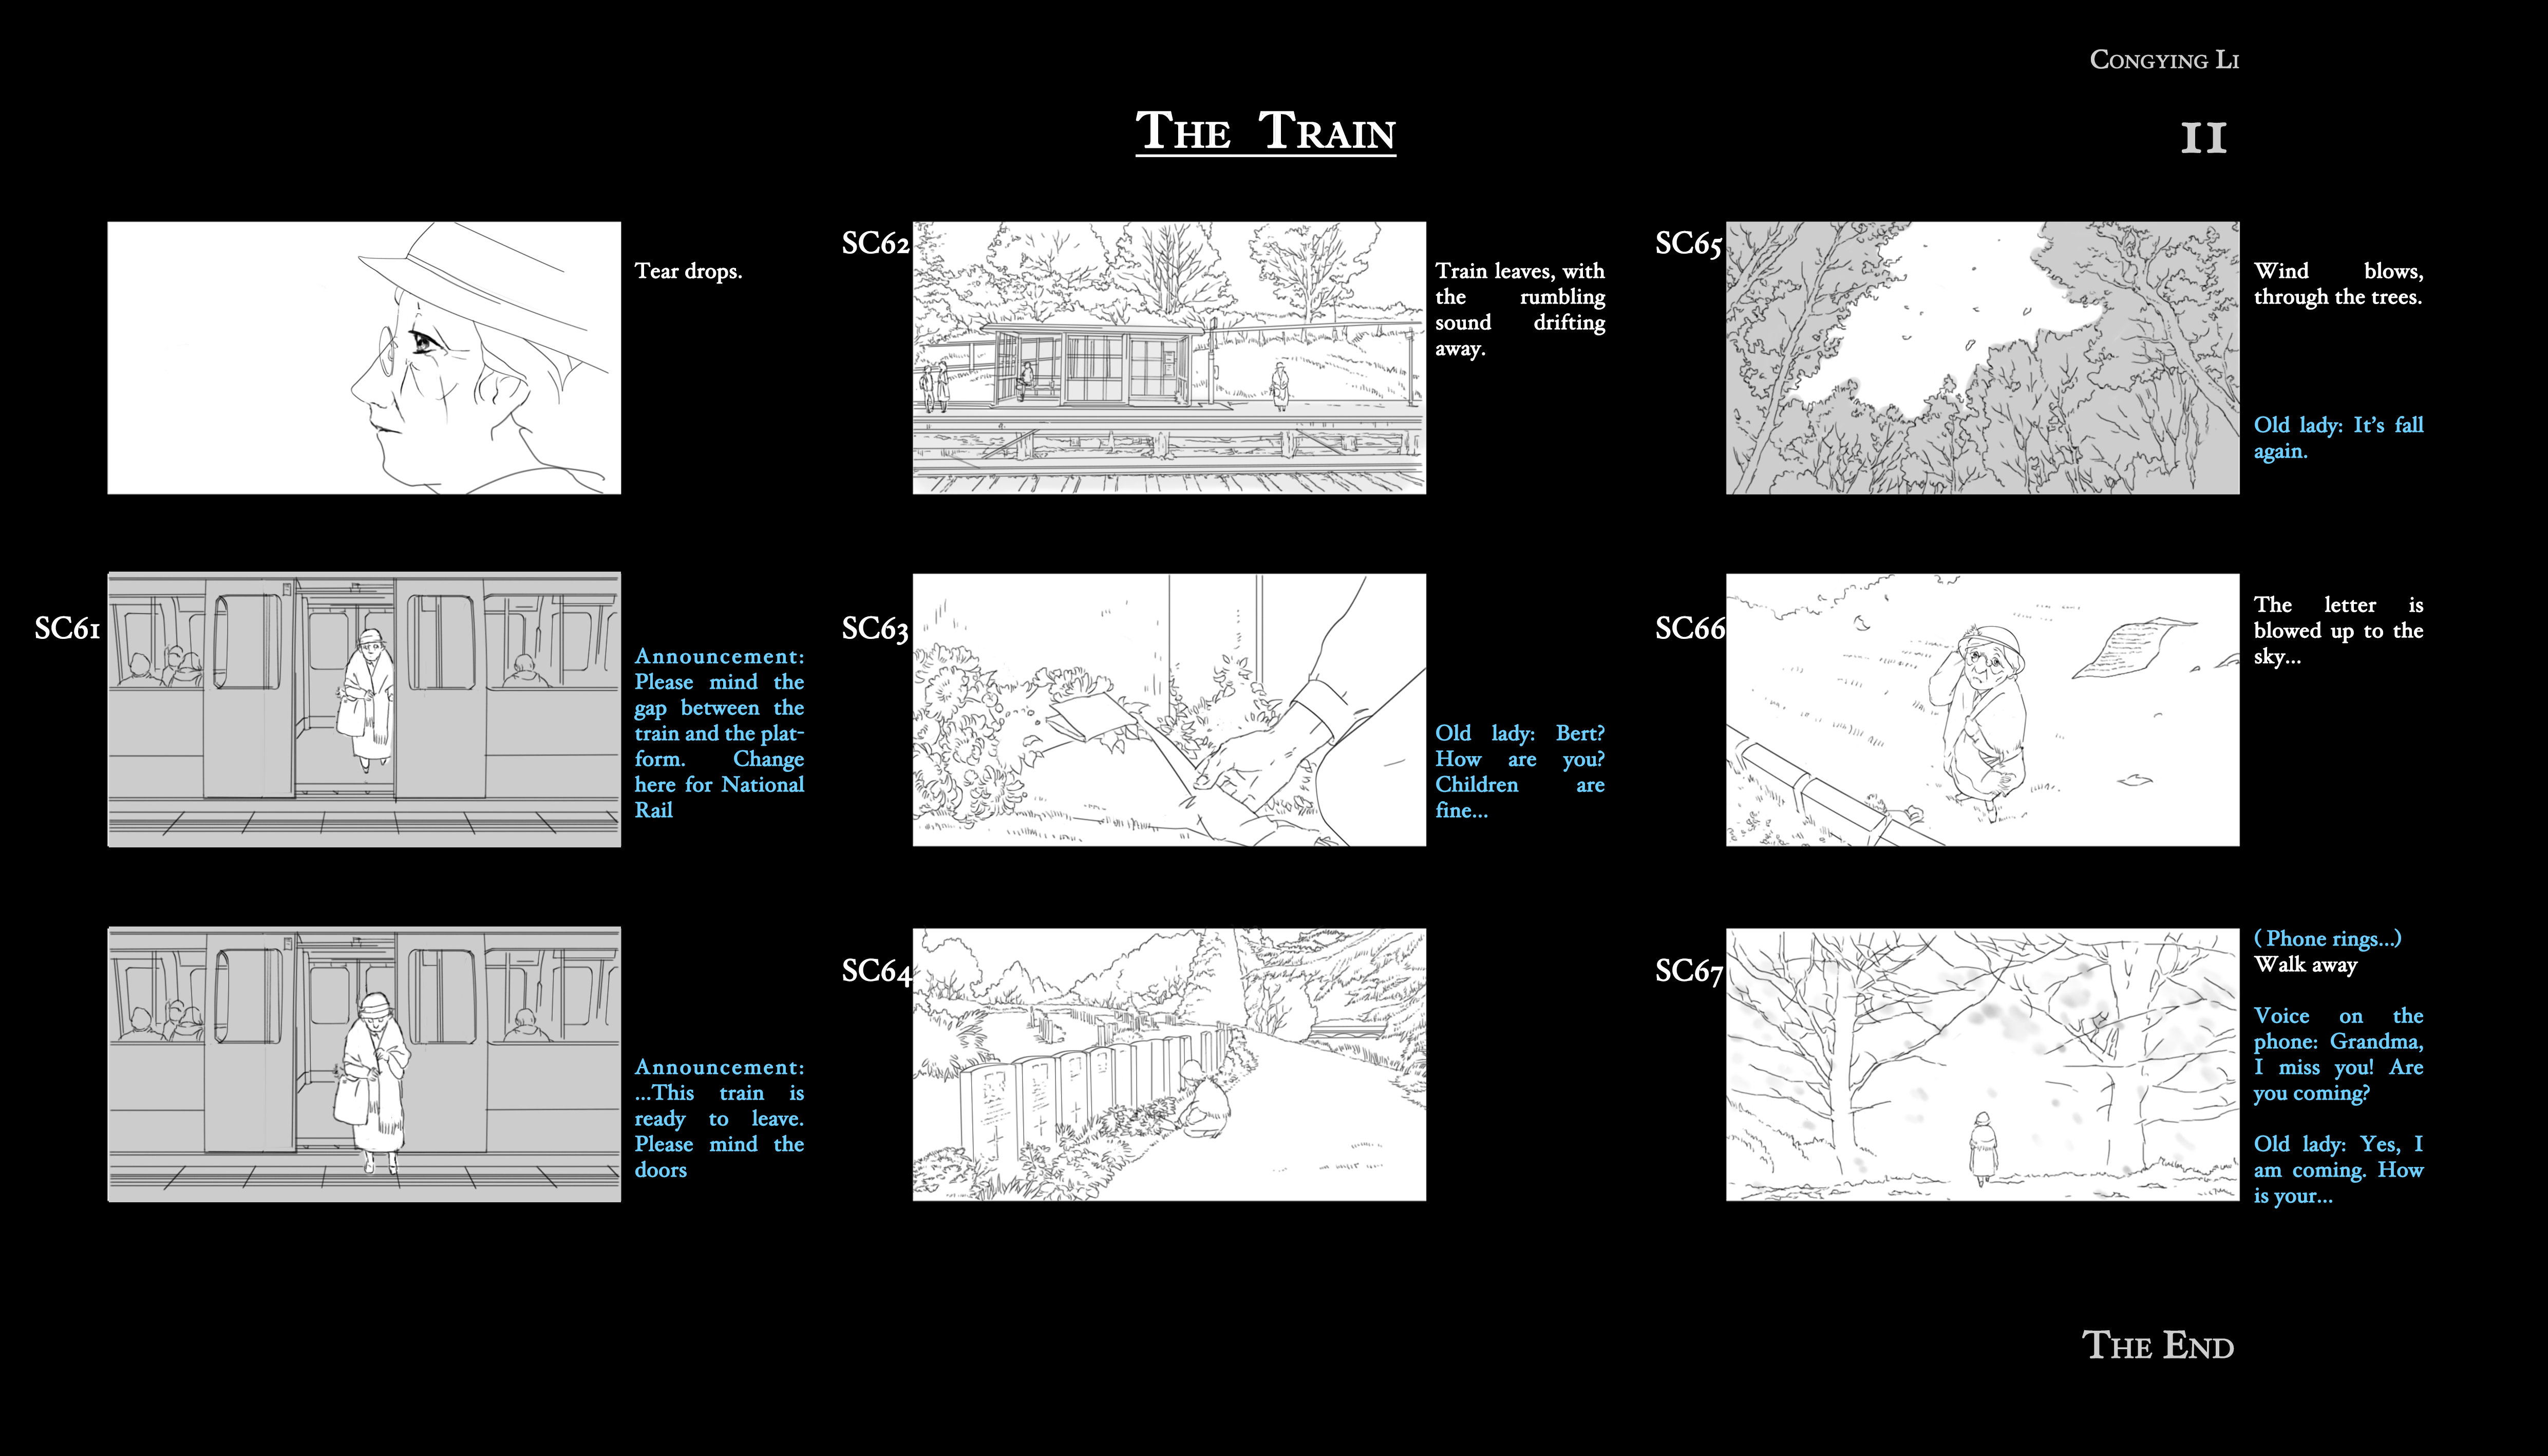 Congying Li
The Train
11
Tear drops.
SC61
Announcement:
Please mind the
gap between the
train and the plat-
form. Change
here for National
Rail
Announcement:
...This train is
ready to leave.
Please mind the
doors
SC62
Train leaves, with
the rumbling
sound drifting
away.
SC63
Old lady: Bert?
How are you?
Children are
fine...
SC64
SC65
Wind blows,
through the trees.
Old lady: It's fall
again.
SC66
The letter is
blowed up to the
sky...
SC67
( Phone rings...)
Walk away
Voice on the
phone: Grandma,
I miss you! Are
you coming?
Old lady: Yes, I
am coming. How
is your...
The End